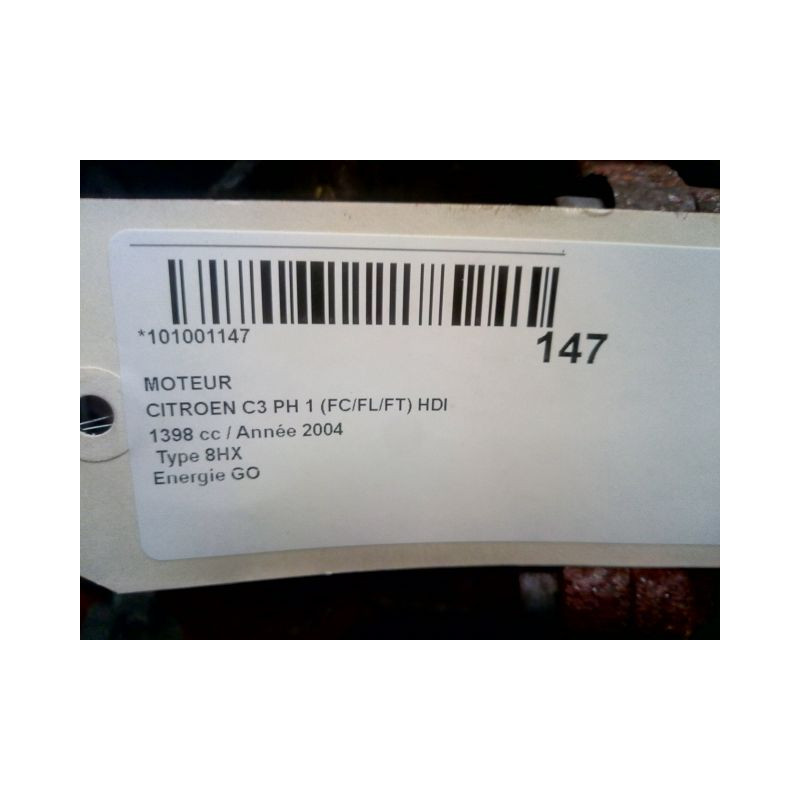 *101001147
147
MOTEUR
CITROEN C3 PH 1 (FC/FL/FT) HDI
1398 cc / Année 2004
Type 8HX
Energie GO